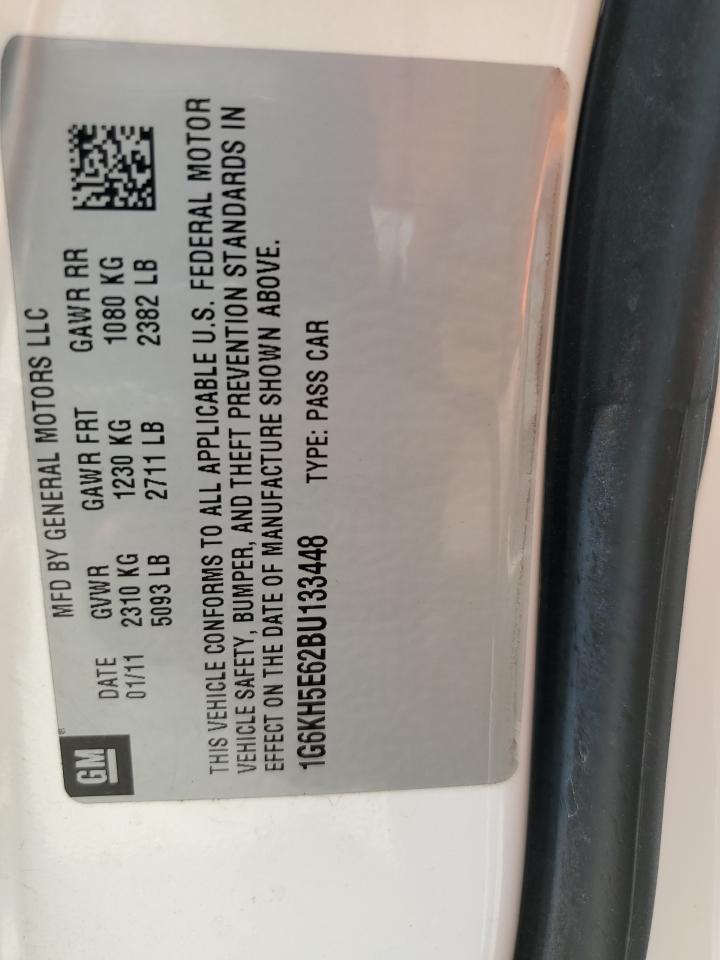 GM
MFD BY GENERAL MOTORS LLC
DATE GVWR GAWR FRT GAWR RR
01/11 2310 KG 1230 KG 1080 KG
5093 LB 2711 LB 2382 LB
THIS VEHICLE CONFORMS TO ALL APPLICABLE U.S. FEDERAL MOTOR
VEHICLE SAFETY, BUMPER, AND THEFT PREVENTION STANDARDS IN
EFFECT ON THE DATE OF MANUFACTURE SHOWN ABOVE.
1G6KH5E62BU133448 TYPE: PASS CAR